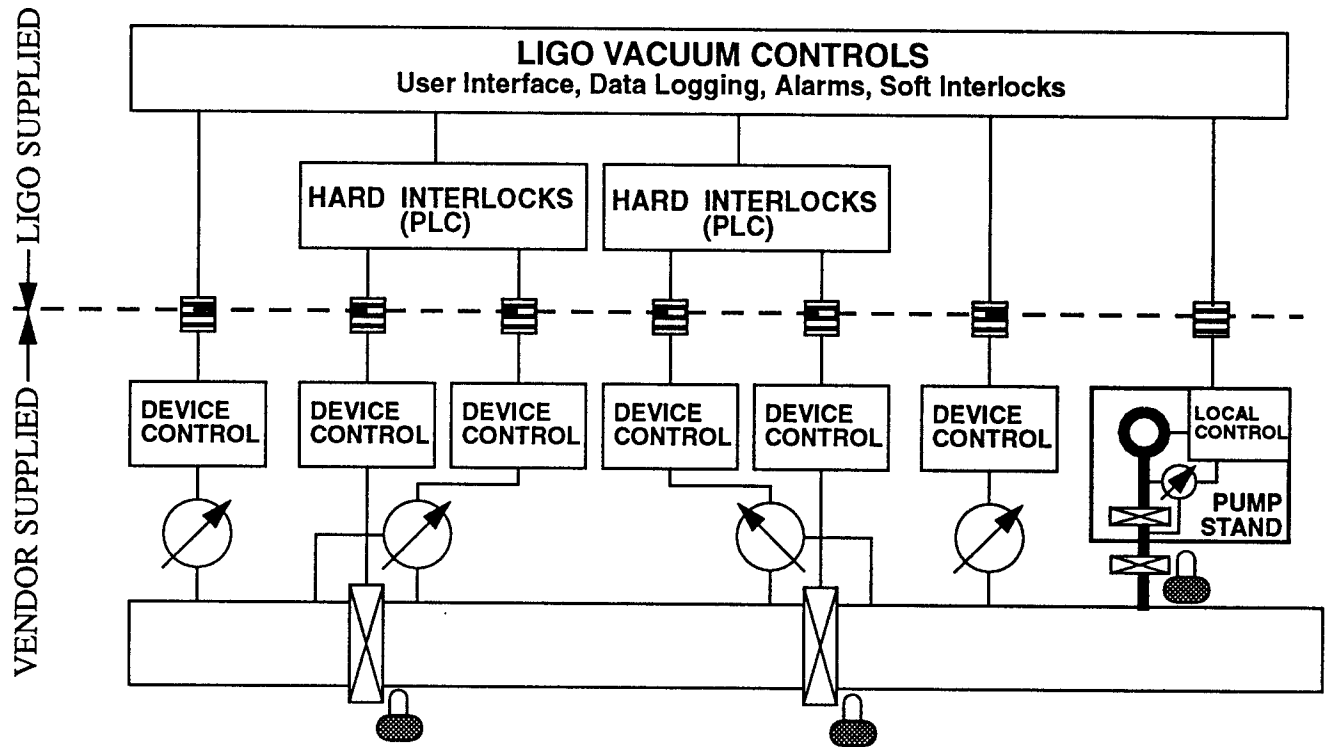 LIGO SUPPLIED
VENDOR SUPPLIED
LIGO VACUUM CONTROLS
User Interface, Data Logging, Alarms, Soft Interlocks
HARD INTERLOCKS
(PLC)
HARD INTERLOCKS
(PLC)
DEVICE
CONTROL
DEVICE
CONTROL
DEVICE
CONTROL
DEVICE
CONTROL
DEVICE
CONTROL
DEVICE
CONTROL
LOCAL
CONTROL
PUMP
STAND